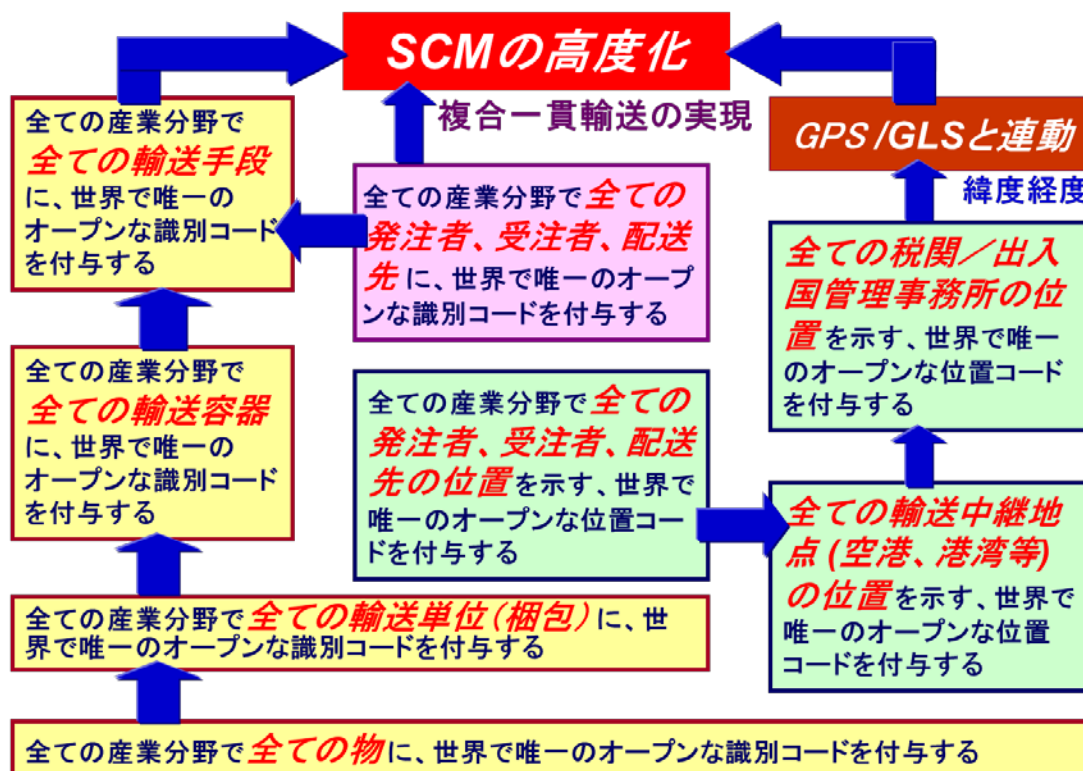 SCMの高度化
複合一貫輸送の実現
全ての産業分野で
全ての輸送手段
に、世界で唯一の
オープンな識別コード
を付与する
全ての産業分野で全ての
発注者、受注者、配送
先に、世界で唯一のオープ
ンな識別コードを付与する
GPS /GLSと連動
緯度経度
全ての税関／出入
国管理事務所の位
置を示す、世界で唯一
のオープンな位置コード
を付与する
全ての産業分野で
全ての輸送容器
に、世界で唯一の
オープンな識別コード
を付与する
全ての産業分野で全ての
発注者、受注者、配送
先の位置を示す、世界で
唯一のオープンな位置コー
ドを付与する
全ての輸送中継地
点 (空港、港湾等)
の位置を示す、世界で
唯一のオープンな位置
コードを付与する
全ての産業分野で全ての輸送単位（梱包）に、世
界で唯一のオープンな識別コードを付与する
全ての産業分野で全ての物に、世界で唯一のオープンな識別コードを付与する